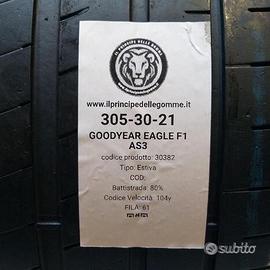 IL PRINCIPE DELLE GOMME
www.ilprincipedellegomme.it
305-30-21
GOODYEAR EAGLE F1
AS3
codice prodotto: 30382
Tipo: Estiva
COD:
Battistrada: 80%
Codice Velocità: 104y
FILA: 61
subito